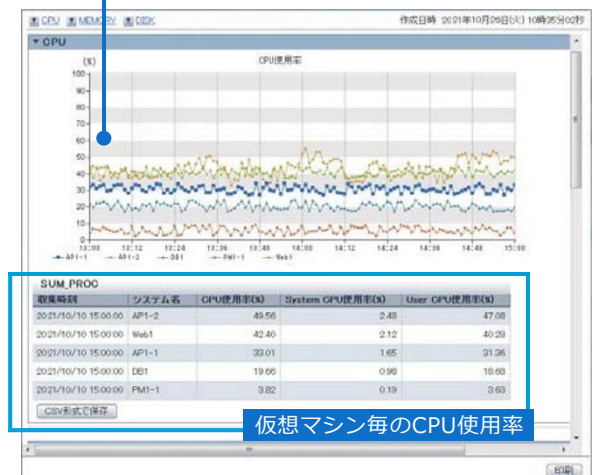 CPU MEMORY DISK 作成日時 2021年10月26日(火) 10時35分02秒
CPU
(%) CPU使用率
100
90
80
70
60
50
40
30
20
10
0
13:00 13:12 13:24 13:36 13:48 14:00 14:12 14:24 14:36 14:48 15:00
AP1-1 AP1-2 DB1 PM1-1 Web1
SUM_PROC
収集時刻 システム名 CPU使用率(%) System CPU使用率(%) User CPU使用率(%)
2021/10/10 15:00:00 AP1-2 49.56 2.48 47.08
2021/10/10 15:00:00 Web1 42.40 2.12 40.28
2021/10/10 15:00:00 AP1-1 33.01 1.65 31.36
2021/10/10 15:00:00 DB1 19.66 0.98 18.68
2021/10/10 15:00:00 PM1-1 3.82 0.19 3.63
CSV形式で保存
仮想マシン毎のCPU使用率
印刷